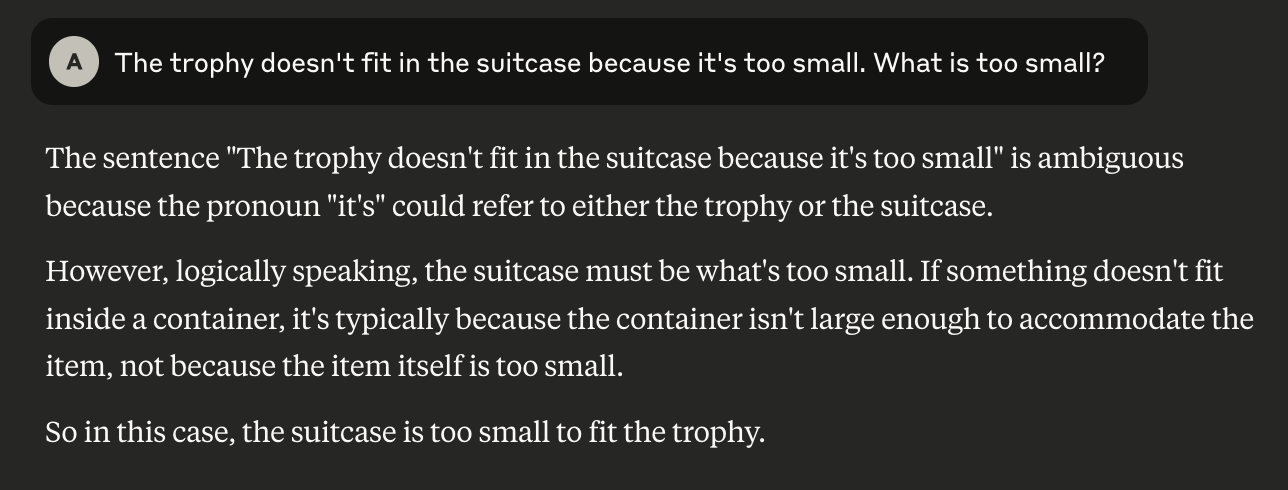 A
The trophy doesn't fit in the suitcase because it's too small. What is too small?
The sentence "The trophy doesn't fit in the suitcase because it's too small" is ambiguous
because the pronoun "it's" could refer to either the trophy or the suitcase.
However, logically speaking, the suitcase must be what's too small. If something doesn't fit
inside a container, it's typically because the container isn't large enough to accommodate the
item, not because the item itself is too small.
So in this case, the suitcase is too small to fit the trophy.